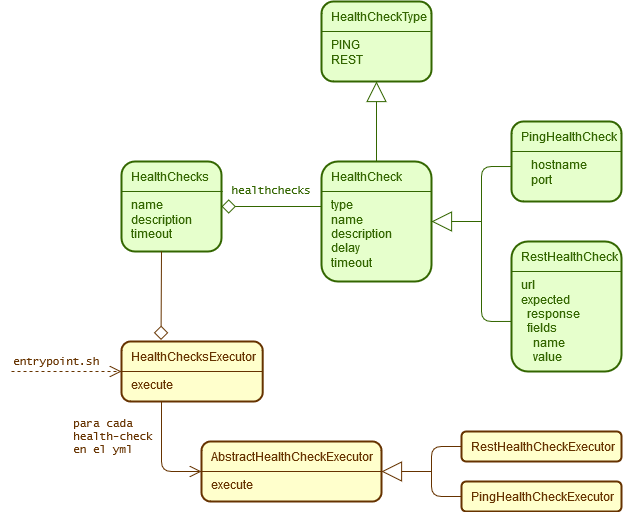 HealthCheckType
PING
REST
PingHealthCheck
hostname
port
HealthChecks
name
description
timeout
healthchecks
HealthCheck
type
name
description
delay
timeout
RestHealthCheck
url
expected
response
fields
name
value
entrypoint.sh
HealthChecksExecutor
execute
para cada
health-check
en el yml
AbstractHealthCheckExecutor
execute
RestHealthCheckExecutor
PingHealthCheckExecutor